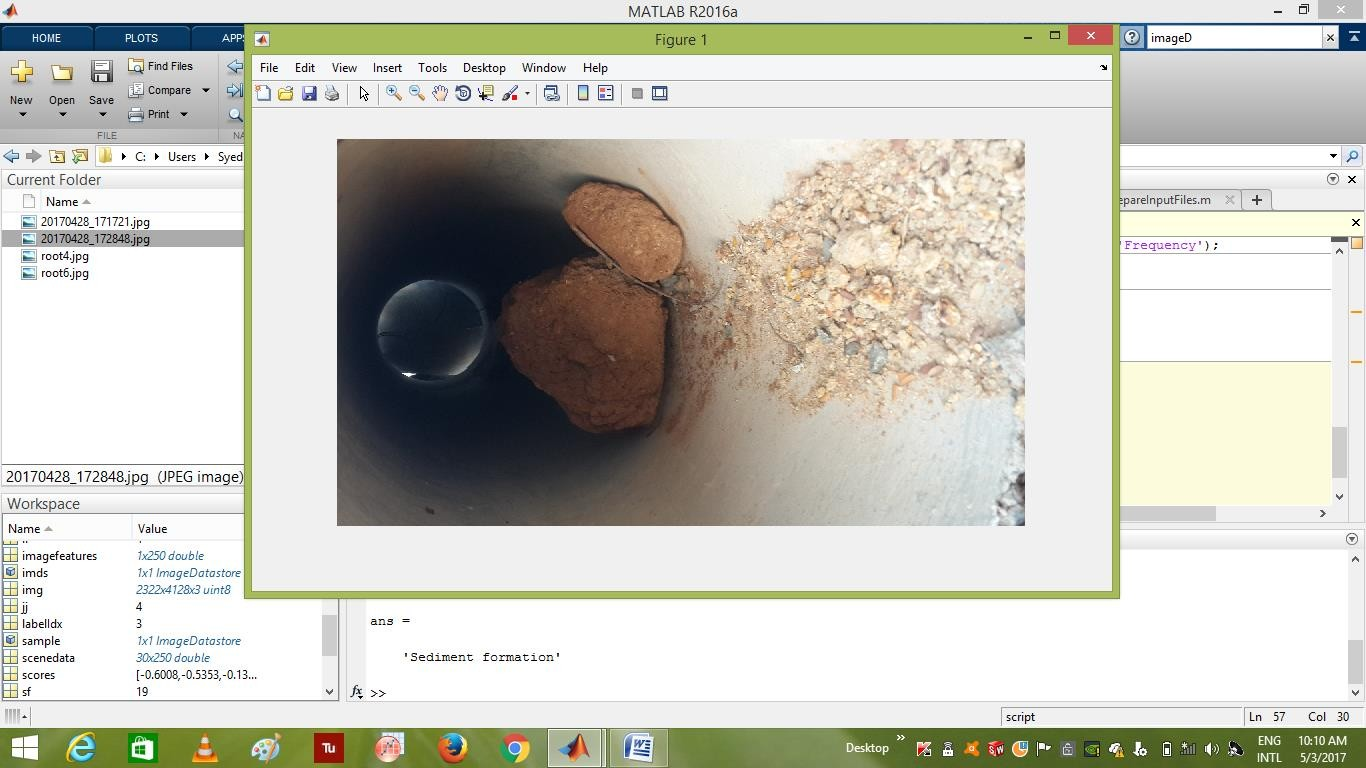 MATLAB R2016a
HOME PLOTS APPS
imageD
Figure 1
File Edit View Insert Tools Desktop Window Help
New Open Save
Find Files
Compare
Print
FILE
C: Users Syed
Current Folder
Name
20170428_171721.jpg
20170428_172848.jpg
root4.jpg
root6.jpg
epareInputFiles.m
'Frequency');
20170428_172848.jpg (JPEG image)
Workspace
Name Value
imagefeatures 1x250 double
imds 1x1 ImageDatastore
img 2322x4128x3 uint8
jj 4
labelIdx 3
sample 1x1 ImageDatastore
scenedata 30x250 double
scores [-0.6008,-0.5353,-0.13...
sf 19
ans =
'Sediment formation'
fx >>
script Ln 57 Col 30
Tu
Desktop
ENG 10:10 AM
INTL 5/3/2017